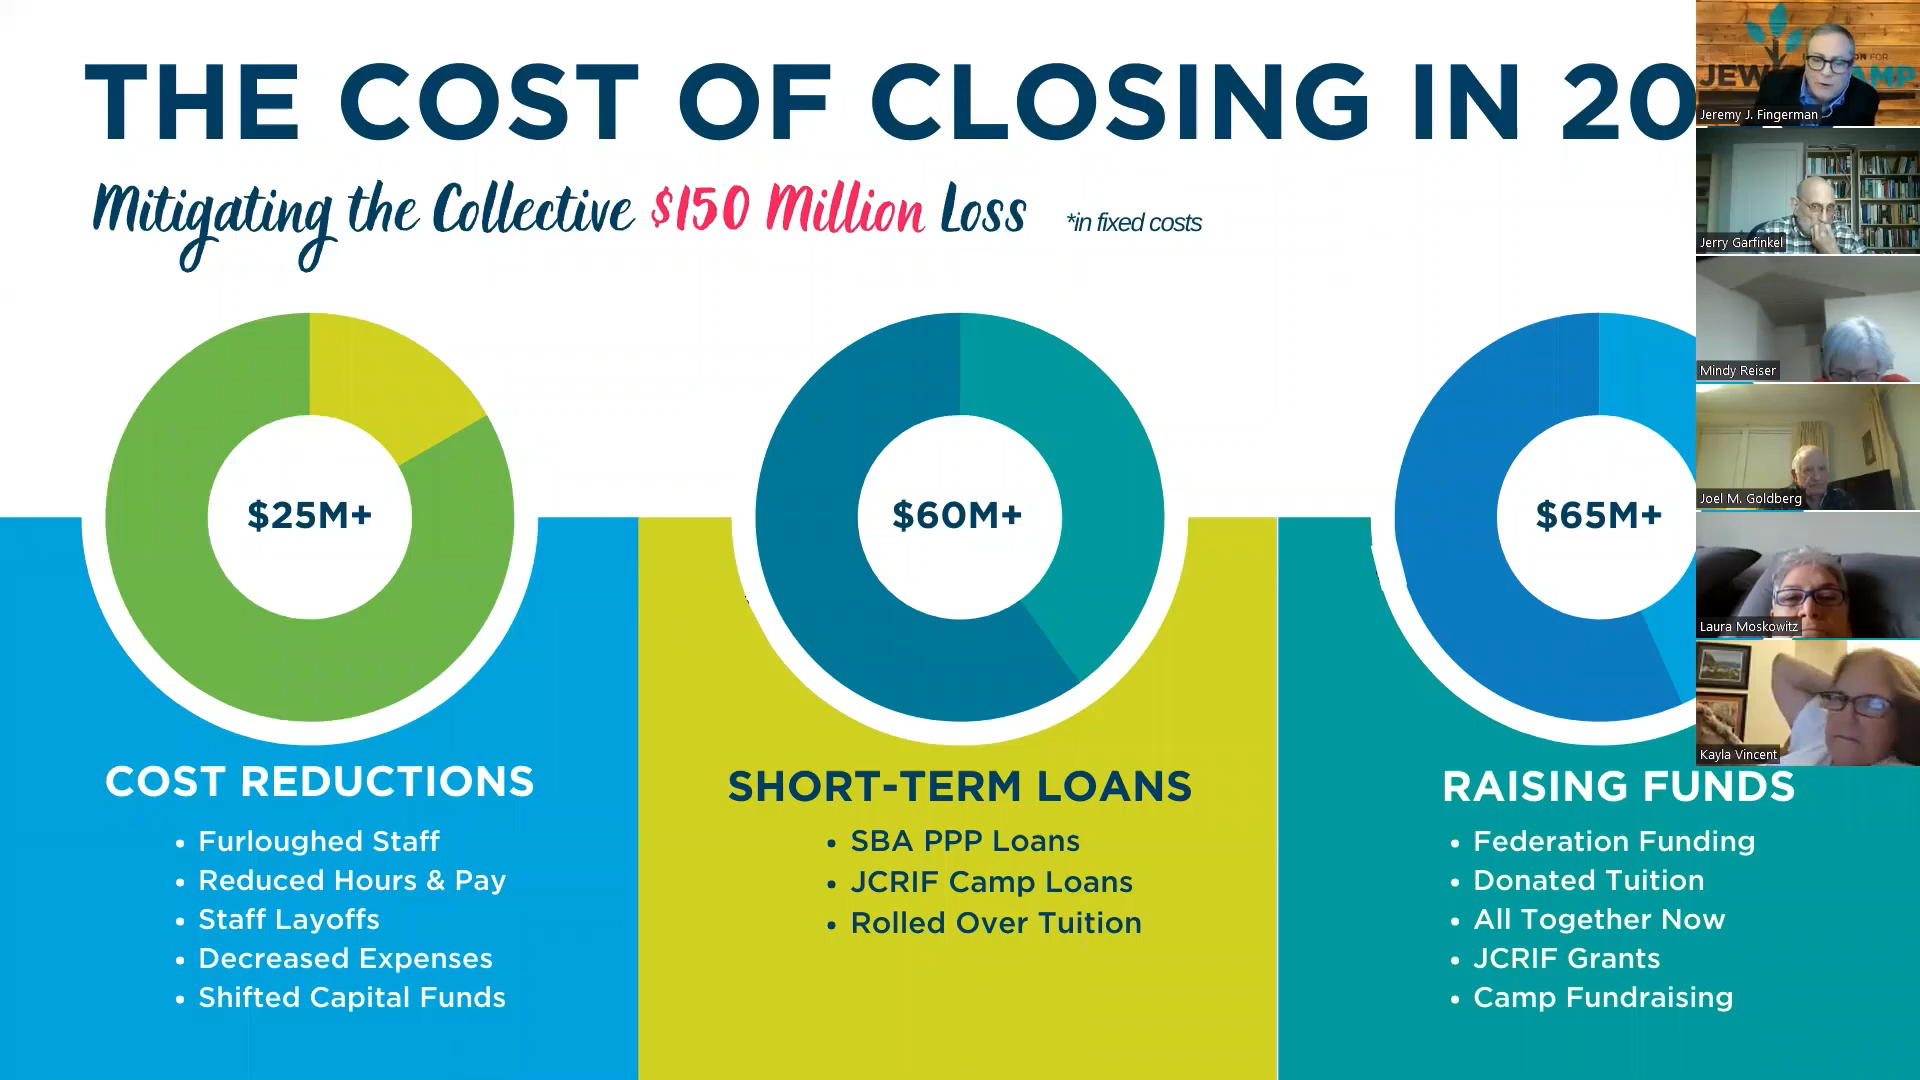 THE COST OF CLOSING IN 20
Mitigating the Collective $150 Million Loss *in fixed costs
$25M+
COST REDUCTIONS
• Furloughed Staff
• Reduced Hours & Pay
• Staff Layoffs
• Decreased Expenses
• Shifted Capital Funds
$60M+
SHORT-TERM LOANS
• SBA PPP Loans
• JCRIF Camp Loans
• Rolled Over Tuition
$65M+
RAISING FUNDS
• Federation Funding
• Donated Tuition
• All Together Now
• JCRIF Grants
• Camp Fundraising
FOR
JEW AMP
Jeremy J. Fingerman
Jerry Garfinkel
Mindy Reiser
Joel M. Goldberg
Laura Moskowitz
Kayla Vincent